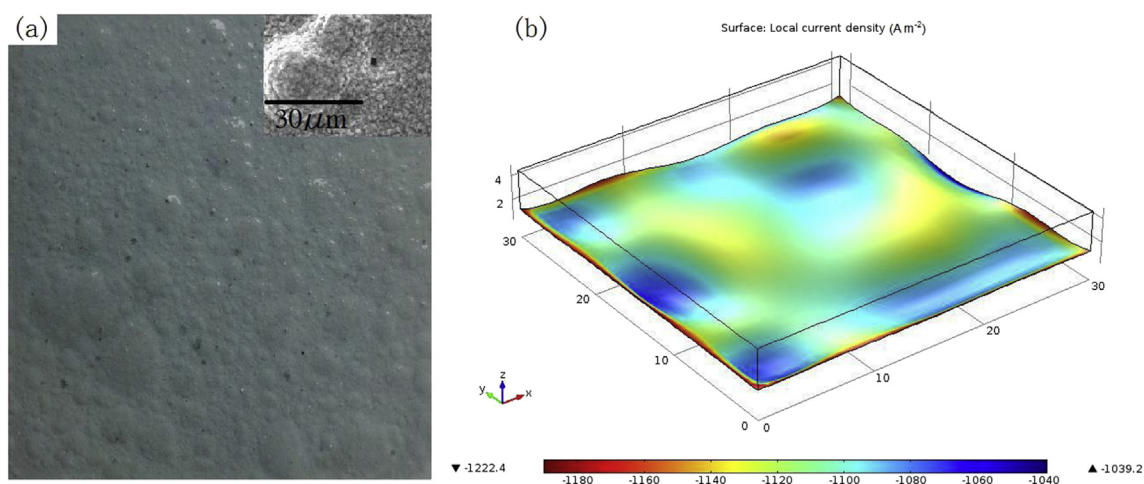 (a)
30μm
(b)
Surface: Local current density (A m⁻²)
4
2
30
20
10
0
0
10
20
30
z
y
x
▼ -1222.4
-1180 -1160 -1140 -1120 -1100 -1080 -1060 -1040
▲ -1039.2